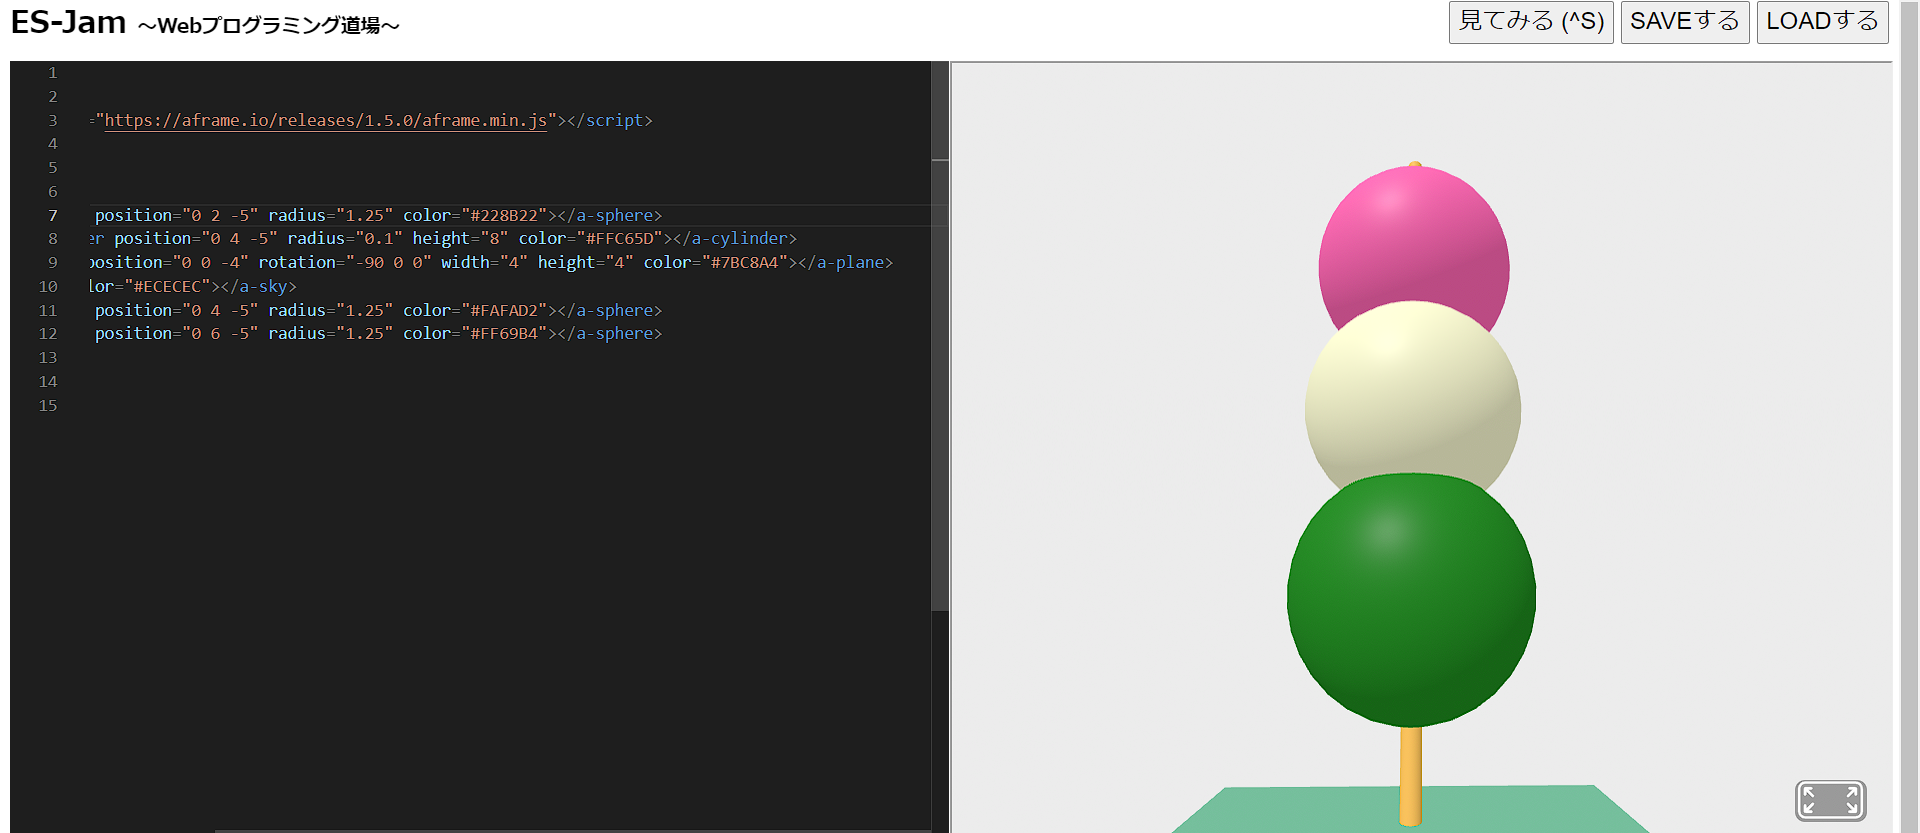 ES-Jam ～Webプログラミング道場～
見てみる (^S) SAVEする LOADする
1
2
3 ="https://aframe.io/releases/1.5.0/aframe.min.js"></script>
4
5
6
7 position="0 2 -5" radius="1.25" color="#228B22"></a-sphere>
8 er position="0 4 -5" radius="0.1" height="8" color="#FFC65D"></a-cylinder>
9 position="0 0 -4" rotation="-90 0 0" width="4" height="4" color="#7BC8A4"></a-plane>
10 lor="#ECECEC"></a-sky>
11 position="0 4 -5" radius="1.25" color="#FAFAD2"></a-sphere>
12 position="0 6 -5" radius="1.25" color="#FF69B4"></a-sphere>
13
14
15